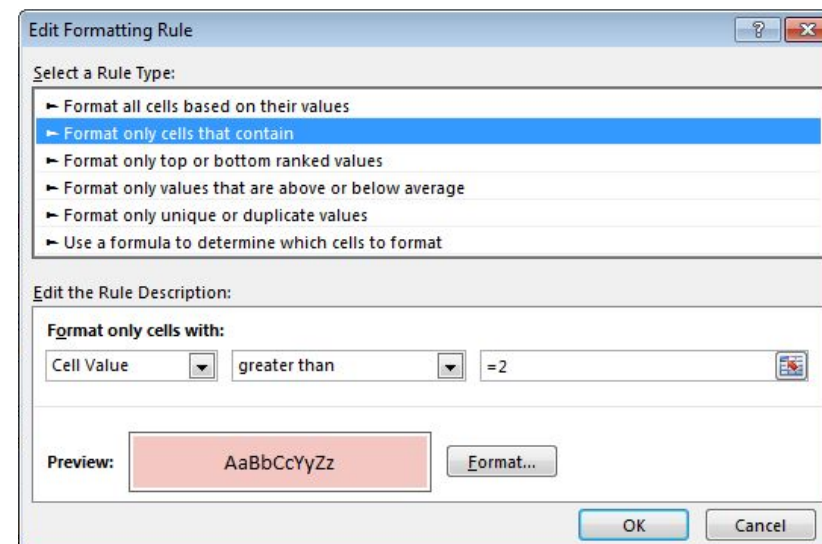 Edit Formatting Rule
?
Select a Rule Type:
► Format all cells based on their values
► Format only cells that contain
► Format only top or bottom ranked values
► Format only values that are above or below average
► Format only unique or duplicate values
► Use a formula to determine which cells to format
Edit the Rule Description:
Format only cells with:
Cell Value greater than =2
Preview: AaBbCcYyZz Format...
OK Cancel